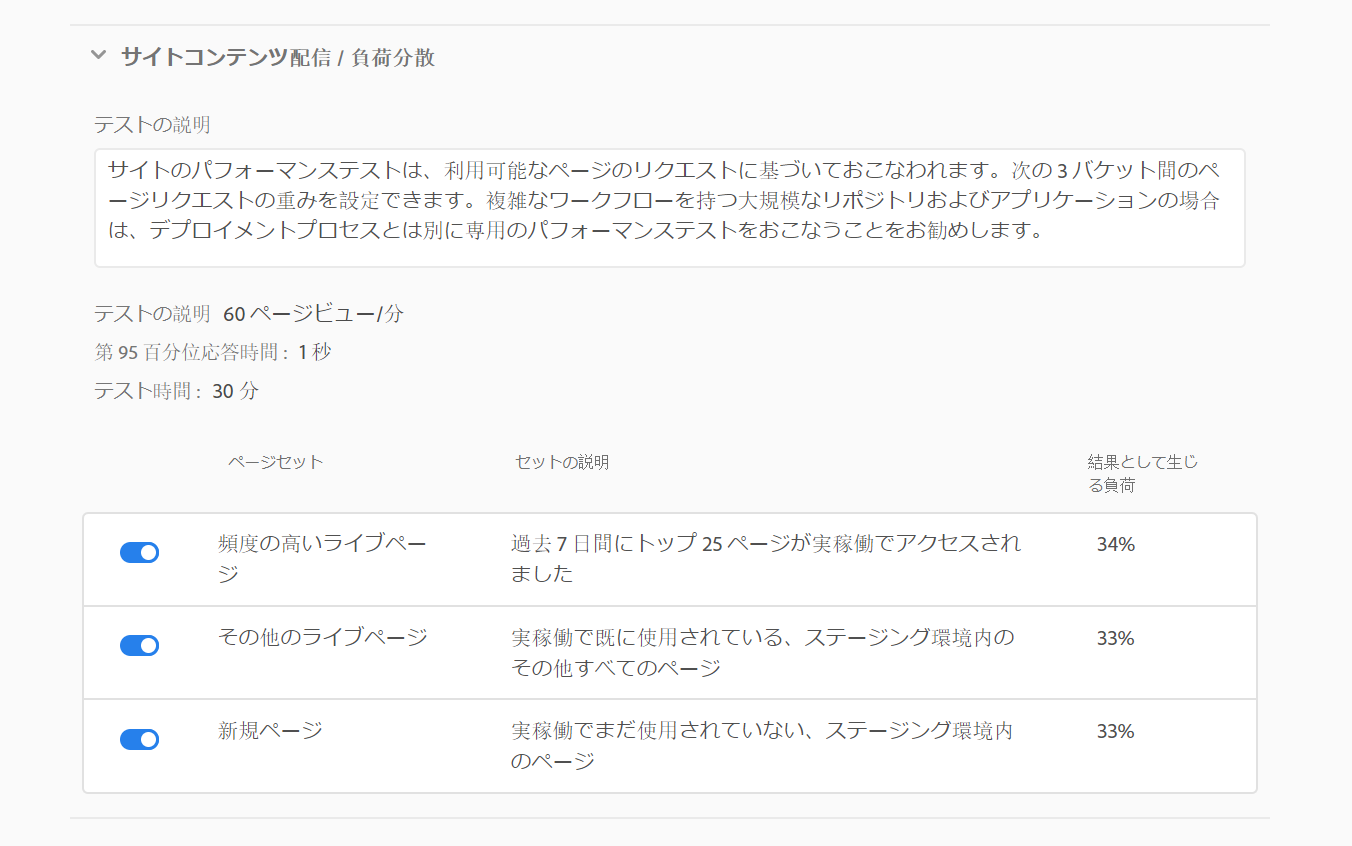 サイトコンテンツ配信 / 負荷分散
テストの説明
サイトのパフォーマンステストは、利用可能なページのリクエストに基づいておこなわれます。次の 3 バケット間のペ
ージリクエストの重みを設定できます。複雑なワークフローを持つ大規模なリポジトリおよびアプリケーションの場合
は、デプロイメントプロセスとは別に専用のパフォーマンステストをおこなうことをお勧めします。
テストの説明 60 ページビュー/分
第 95 百分位応答時間 : 1 秒
テスト時間 : 30 分
ページセット セットの説明 結果として生じ
る負荷
頻度の高いライブペー
ジ
過去 7 日間にトップ 25 ページが実稼働でアクセスされ
ました
34%
その他のライブページ
実稼働で既に使用されている、ステージング環境内の
その他すべてのページ
33%
新規ページ
実稼働でまだ使用されていない、ステージング環境内
のページ
33%